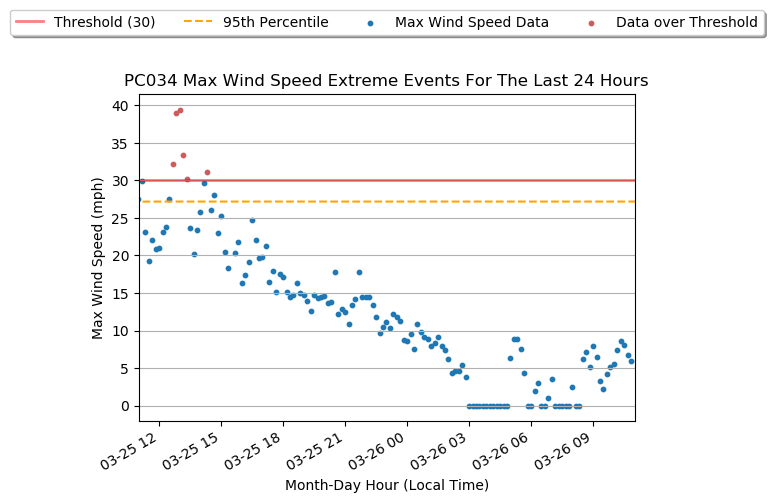 Threshold (30) 95th Percentile Max Wind Speed Data Data over Threshold
PC034 Max Wind Speed Extreme Events For The Last 24 Hours
40
35
30
25
20
15
10
5
0
Max Wind Speed (mph)
03-25 12 03-25 15 03-25 18 03-25 21 03-26 00 03-26 03 03-26 06 03-26 09
Month-Day Hour (Local Time)